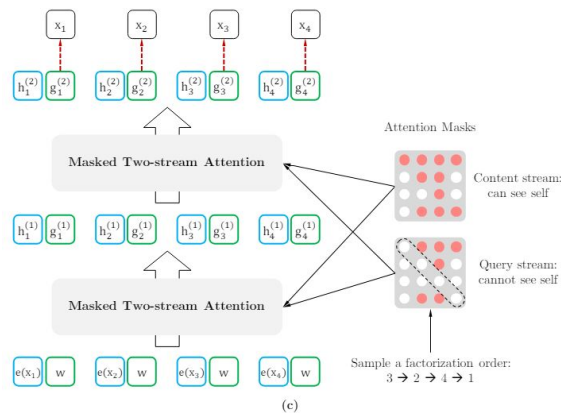 x₁ x₂ x₃ x₄
h₁⁽²⁾ g₁⁽²⁾ h₂⁽²⁾ g₂⁽²⁾ h₃⁽²⁾ g₃⁽²⁾ h₄⁽²⁾ g₄⁽²⁾
Attention Masks
Masked Two-stream Attention
Content stream:
can see self
h₁⁽¹⁾ g₁⁽¹⁾ h₂⁽¹⁾ g₂⁽¹⁾ h₃⁽¹⁾ g₃⁽¹⁾ h₄⁽¹⁾ g₄⁽¹⁾
Query stream:
cannot see self
Masked Two-stream Attention
Sample a factorization order:
3 → 2 → 4 → 1
e(x₁) w e(x₂) w e(x₃) w e(x₄) w
(c)